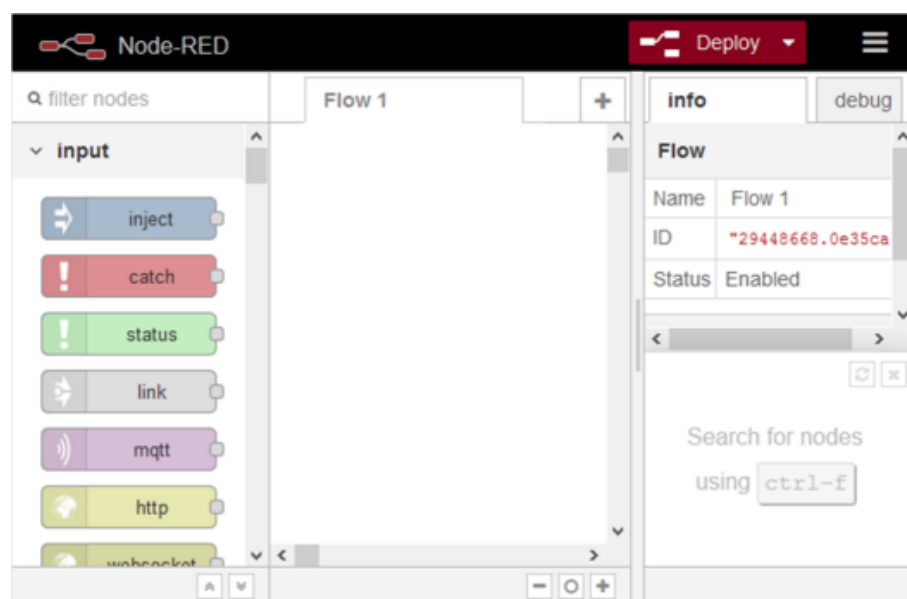 Node-RED
Deploy
filter nodes
Flow 1
+
info
debug
input
inject
catch
status
link
mqtt
http
websocket
Flow
Name Flow 1
ID "29448668.0e35ca
Status Enabled
Search for nodes
using ctrl-f